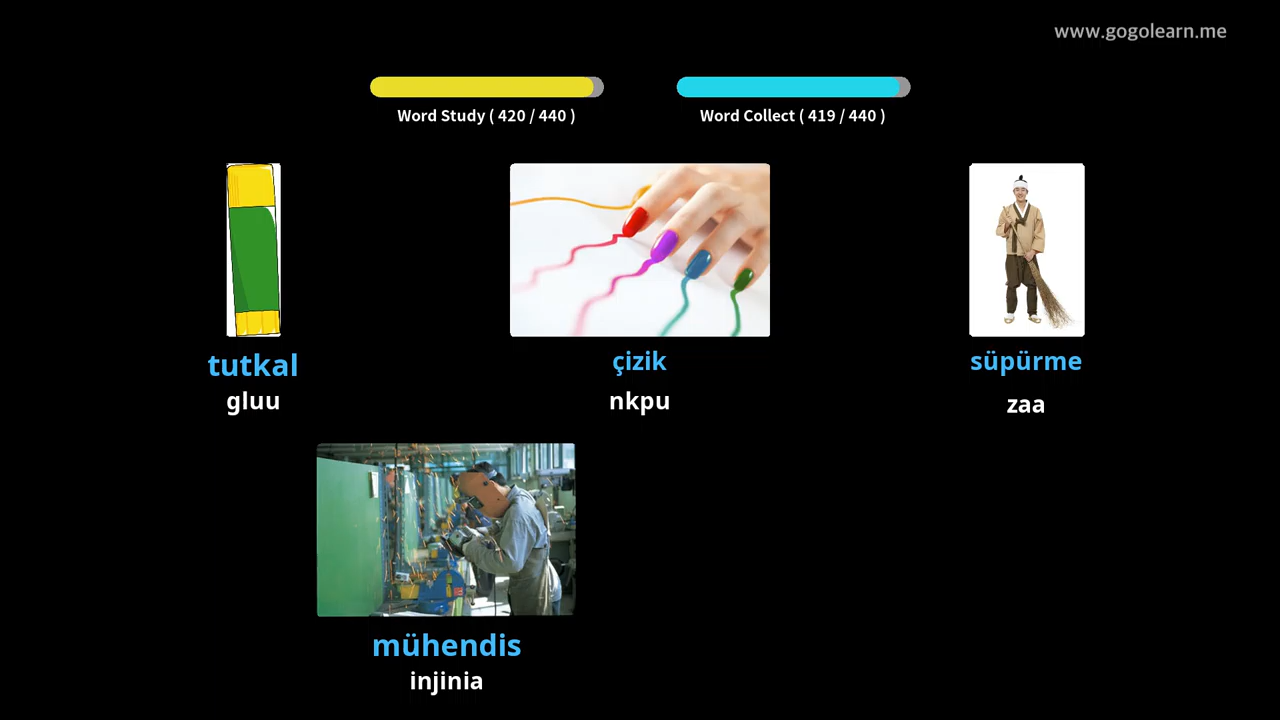 www.gogolearn.me
Word Study ( 420 / 440 )
Word Collect ( 419 / 440 )
tutkal
gluu
çizik
nkpu
süpürme
zaa
mühendis
injinia